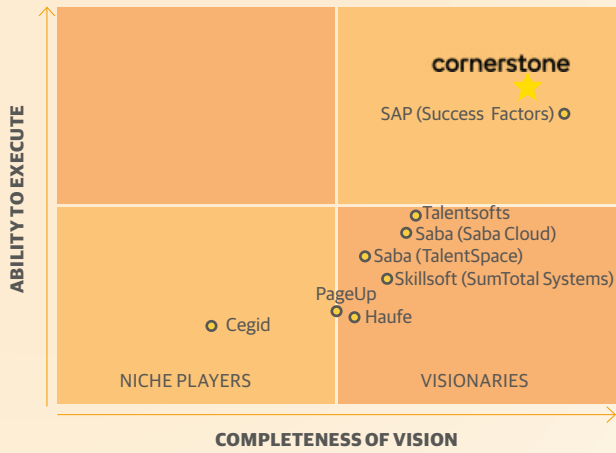 cornerstone
SAP (Success Factors)
ABILITY TO EXECUTE
Talentsofts
Saba (Saba Cloud)
Saba (TalentSpace)
Skillsoft (SumTotal Systems)
PageUp
Haufe
Cegid
NICHE PLAYERS
VISIONARIES
COMPLETENESS OF VISION